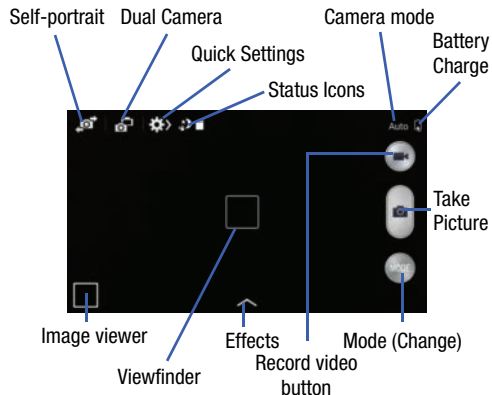 Self-portrait
Dual Camera
Camera mode
Battery
Charge
Quick Settings
Status Icons
Auto
Take
Picture
MODE
Image viewer
Effects
Mode (Change)
Viewfinder
Record video
button